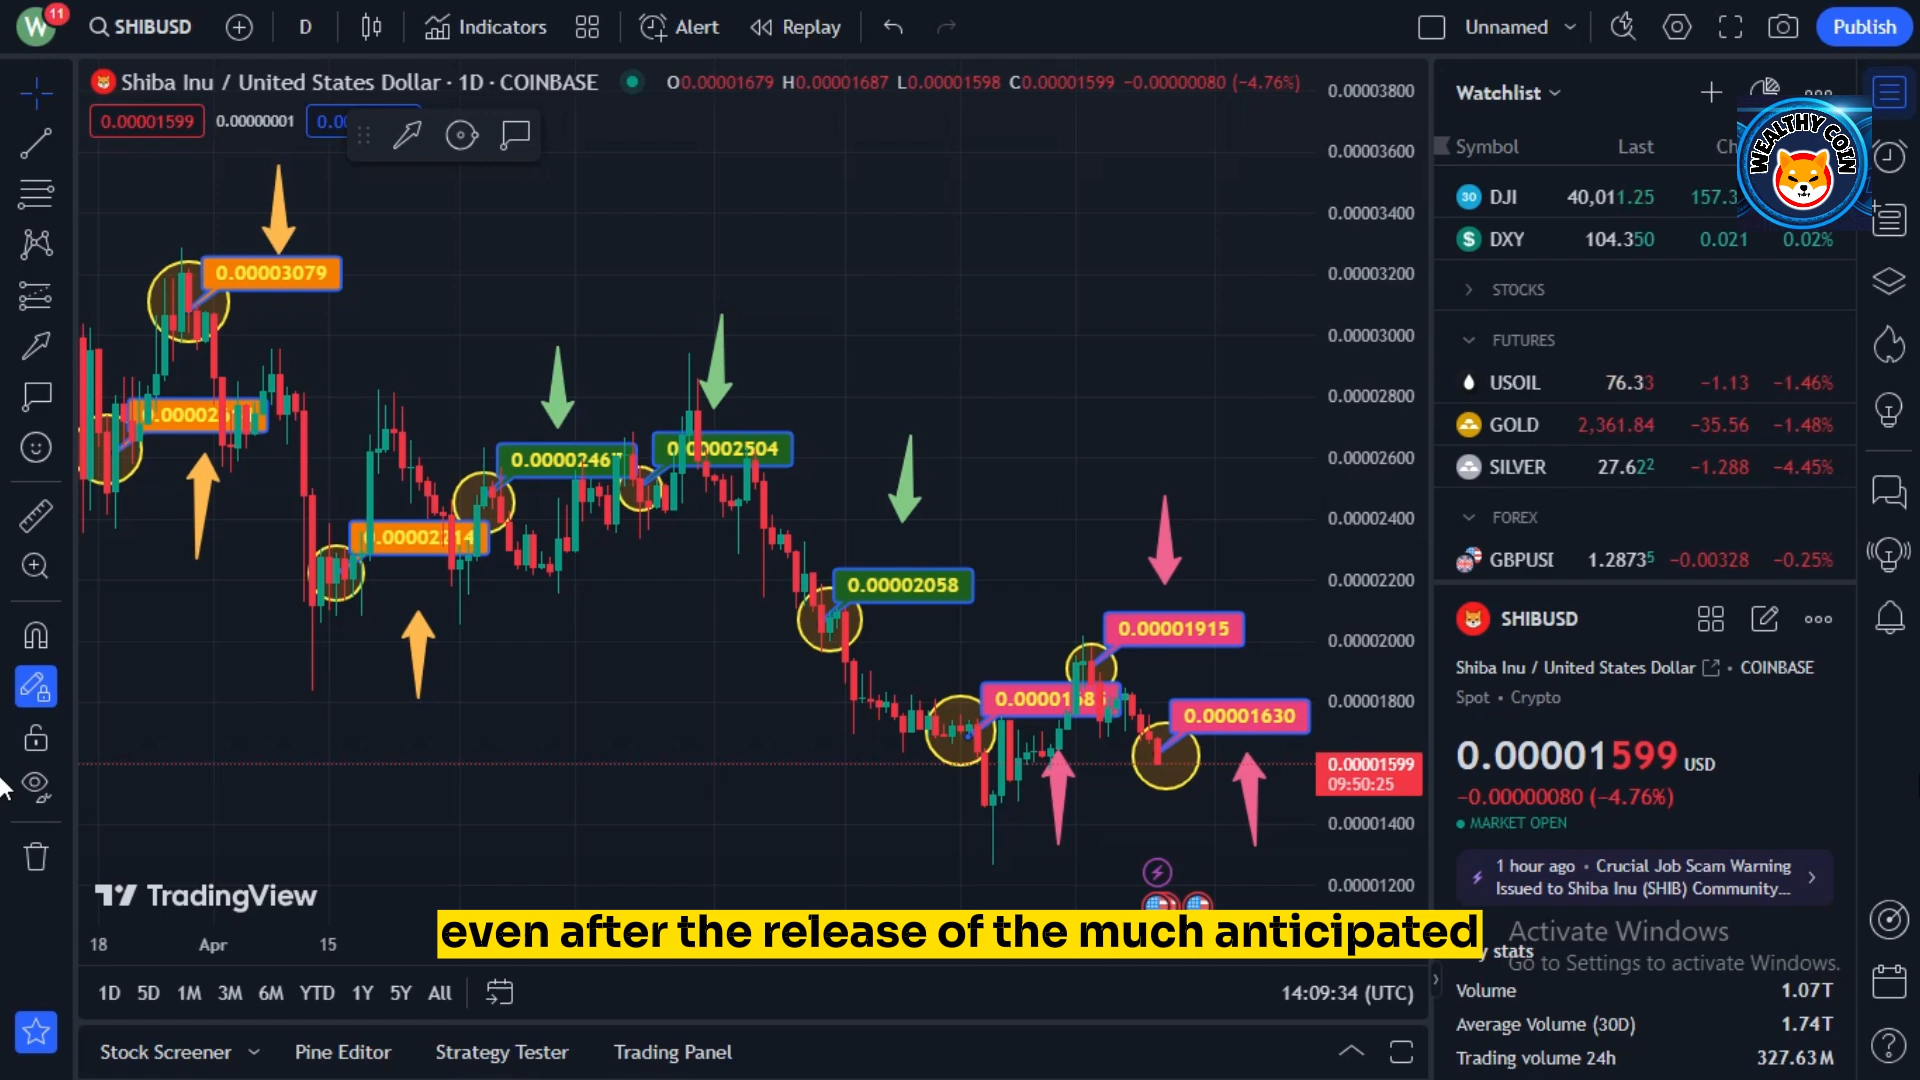 W 11 SHIBUSD D Indicators Alert Replay Unnamed Publish
Shiba Inu / United States Dollar · 1D · COINBASE O0.00001679 H0.00001687 L0.00001598 C0.00001599 −0.00000080 (−4.76%)
0.00001599 0.00000001
0.00003800
0.00003600
0.00003400
0.00003200
0.00003000
0.00002800
0.00002600
0.00002400
0.00002200
0.00002000
0.00001800
0.00001599
09:50:25
0.00001400
0.00001200
0.00003079
0.00002214
0.00002504
0.00002058
0.00001915
0.00001630
TradingView
even after the release of the much anticipated
18 Apr 15
1D 5D 1M 3M 6M YTD 1Y 5Y All 14:09:34 (UTC)
Stock Screener Pine Editor Strategy Tester Trading Panel
Watchlist
WEALTHY COIN
Symbol Last
30 DJI 40,011.25
$ DXY 104.350 0.021 0.02%
STOCKS
FUTURES
USOIL 76.33 −1.13 −1.46%
GOLD 2,361.84 −35.56 −1.48%
SILVER 27.622 −1.288 −4.45%
FOREX
GBPUSI 1.28735 −0.00328 −0.25%
SHIBUSD
Shiba Inu / United States Dollar • COINBASE
Spot • Crypto
0.00001599 USD
−0.00000080 (−4.76%)
MARKET OPEN
1 hour ago • Crucial Job Scam Warning
Issued to Shiba Inu (SHIB) Community...
Activate Windows
Go to Settings to activate Windows.
stats
Volume 1.07T
Average Volume (30D) 1.74T
Trading volume 24h 327.63M